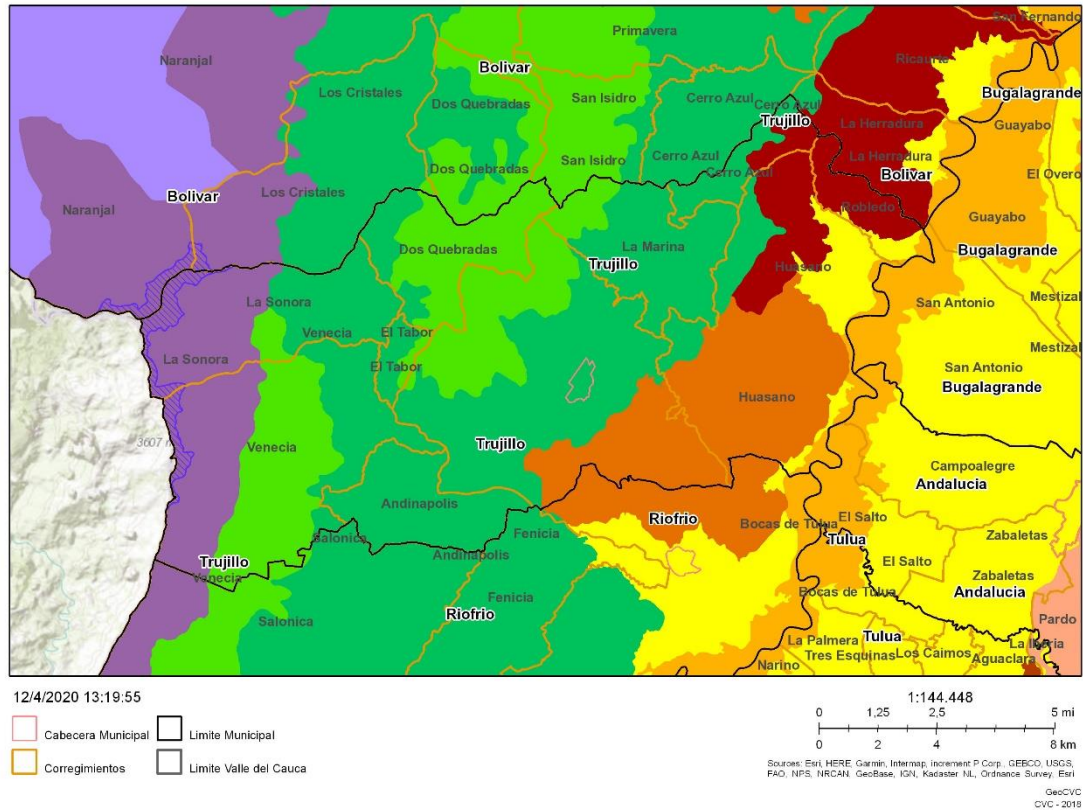 San Fernando
Primavera
Naranjal
Ricaurte
Bolivar
Los Cristales
Dos Quebradas
San Isidro
Cerro Azul
Cerro Azul
Bugalagrande
Trujillo
La Herradura
Guayabo
Dos Quebradas
San Isidro
Cerro Azul
La Herradura
Cerro Azul
Bolivar
El Overo
Los Cristales
Bolivar
Naranjal
Robledo
Guayabo
Dos Quebradas
La Marina
Bugalagrande
Trujillo
Huasano
La Sonora
San Antonio
Mestizal
Venecia
El Tabor
Mestizal
La Sonora
El Tabor
San Antonio
Bugalagrande
Huasano
3607 m
Venecia
Trujillo
Campoalegre
Andalucia
Andinapolis
Riofrio
El Salto
Bocas de Tulua
Fenicia
Zabaletas
Salonica
Tulua
Andinapolis
Trujillo
El Salto
Venecia
Zabaletas
Bocas de Tulua
Andalucia
Fenicia
Riofrio
Salonica
Pardo
La Palmera
Tulua
La Iberia
Tres Esquinas
Los Caimos
Aguaclara
Narino
12/4/2020 13:19:55
1:144.448
0 1,25 2,5 5 mi
0 2 4 8 km
Cabecera Municipal
Limite Municipal
Corregimientos
Limite Valle del Cauca
Sources: Esri, HERE, Garmin, Intermap, increment P Corp., GEBCO, USGS,
FAO, NPS, NRCAN, GeoBase, IGN, Kadaster NL, Ordnance Survey, Esri
GeoCVC
CVC - 2018